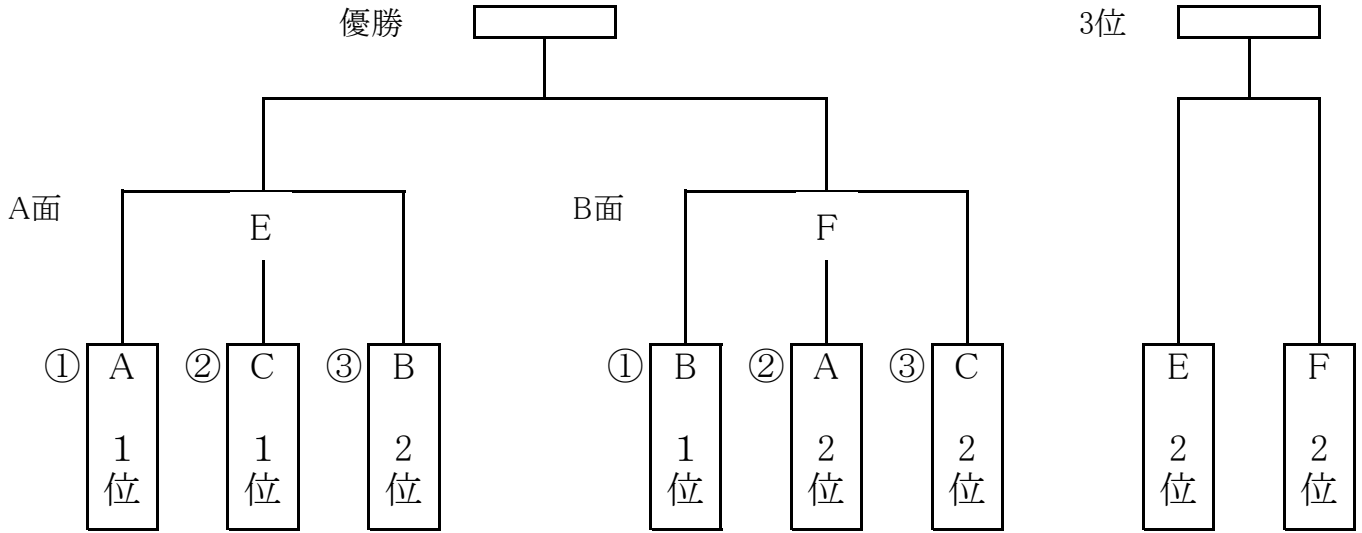 優勝
3位
A面
E
B面
F
① A 1位
② C 1位
③ B 2位
① B 1位
② A 2位
③ C 2位
E 2位
F 2位